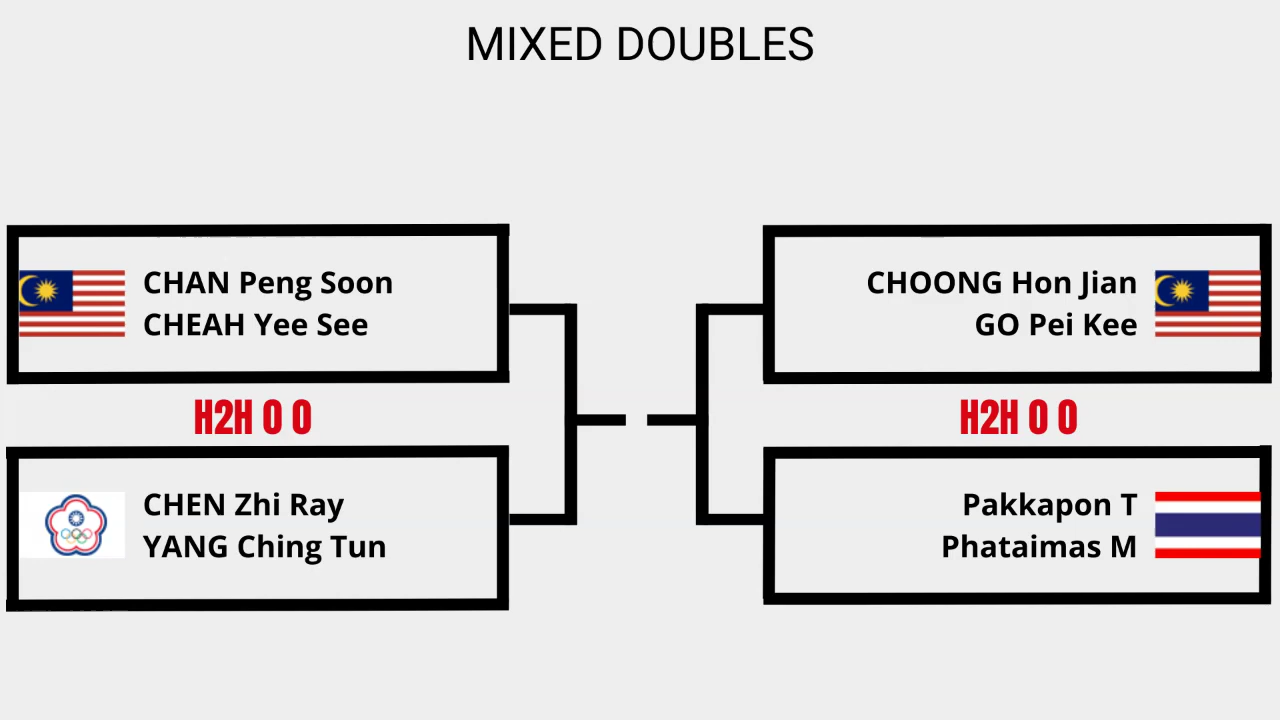 MIXED DOUBLES
CHAN Peng Soon
CHEAH Yee See
H2H 0 0
CHEN Zhi Ray
YANG Ching Tun
CHOONG Hon Jian
GO Pei Kee
H2H 0 0
Pakkapon T
Phataimas M